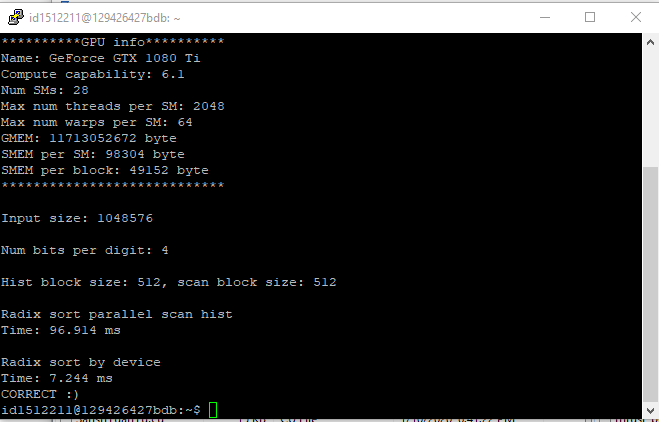 id1512211@129426427bdb: ~
**********GPU info**********
Name: GeForce GTX 1080 Ti
Compute capability: 6.1
Num SMs: 28
Max num threads per SM: 2048
Max num warps per SM: 64
GMEM: 11713052672 byte
SMEM per SM: 98304 byte
SMEM per block: 49152 byte
****************************
Input size: 1048576
Num bits per digit: 4
Hist block size: 512, scan block size: 512
Radix sort parallel scan hist
Time: 96.914 ms
Radix sort by device
Time: 7.244 ms
CORRECT :)
id1512211@129426427bdb:~$